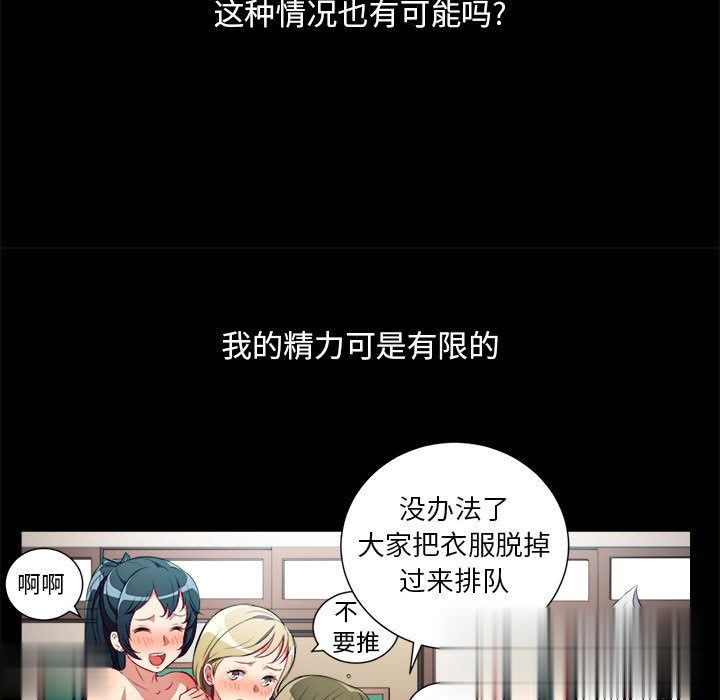 这种情况也有可能吗?
我的精力可是有限的
没办法了
大家把衣服脱掉
过来排队
啊啊
不
要推